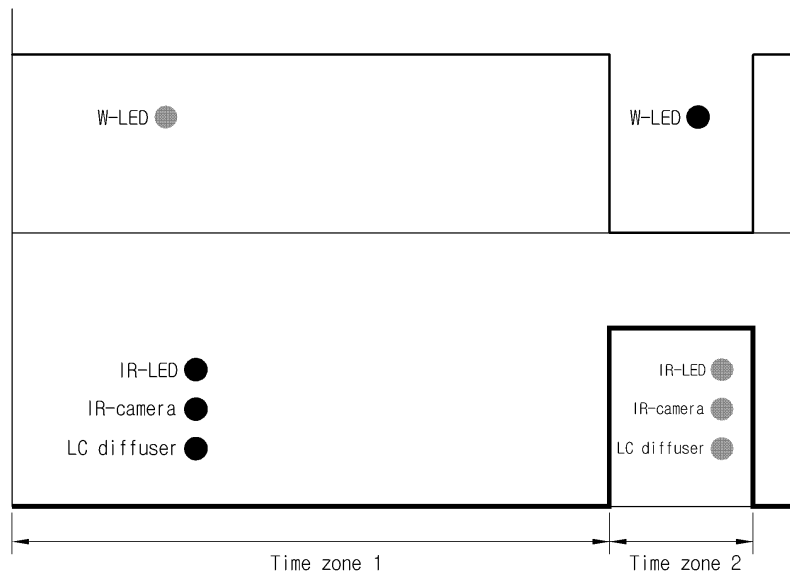 W-LED
W-LED
IR-LED
IR-LED
IR-camera
IR-camera
LC diffuser
LC diffuser
Time zone 1
Time zone 2